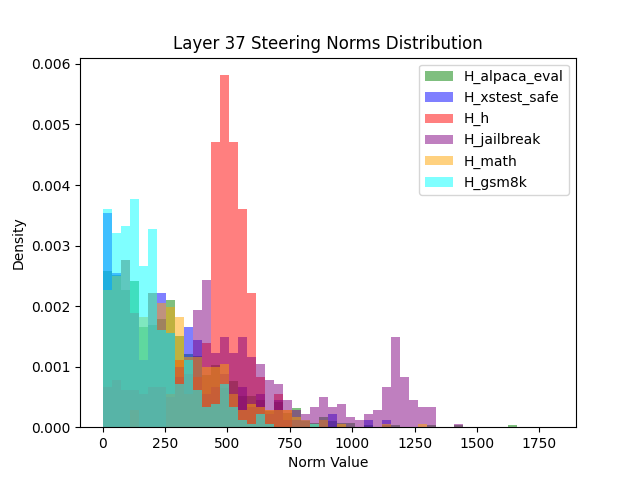 Layer 37 Steering Norms Distribution
0.006
0.005
0.004
0.003
0.002
0.001
0.000
Density
H_alpaca_eval
H_xstest_safe
H_h
H_jailbreak
H_math
H_gsm8k
0 250 500 750 1000 1250 1500 1750
Norm Value